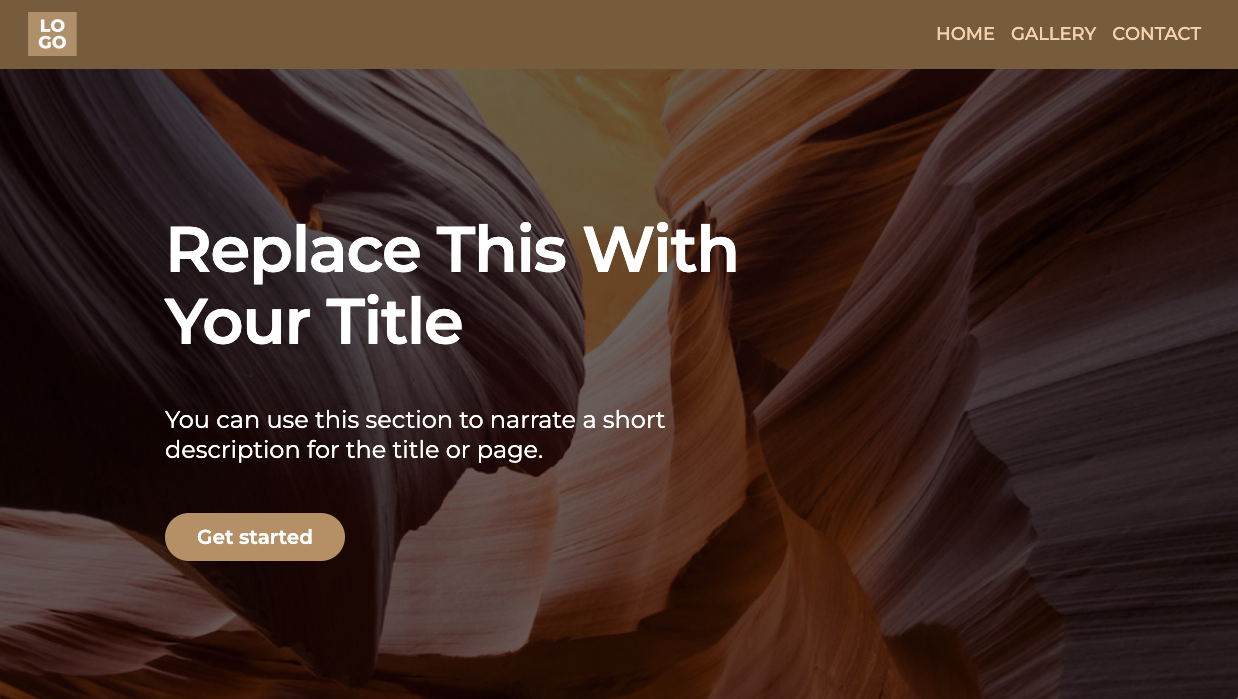 LO
GO
HOME GALLERY CONTACT
Replace This With
Your Title
You can use this section to narrate a short
description for the title or page.
Get started